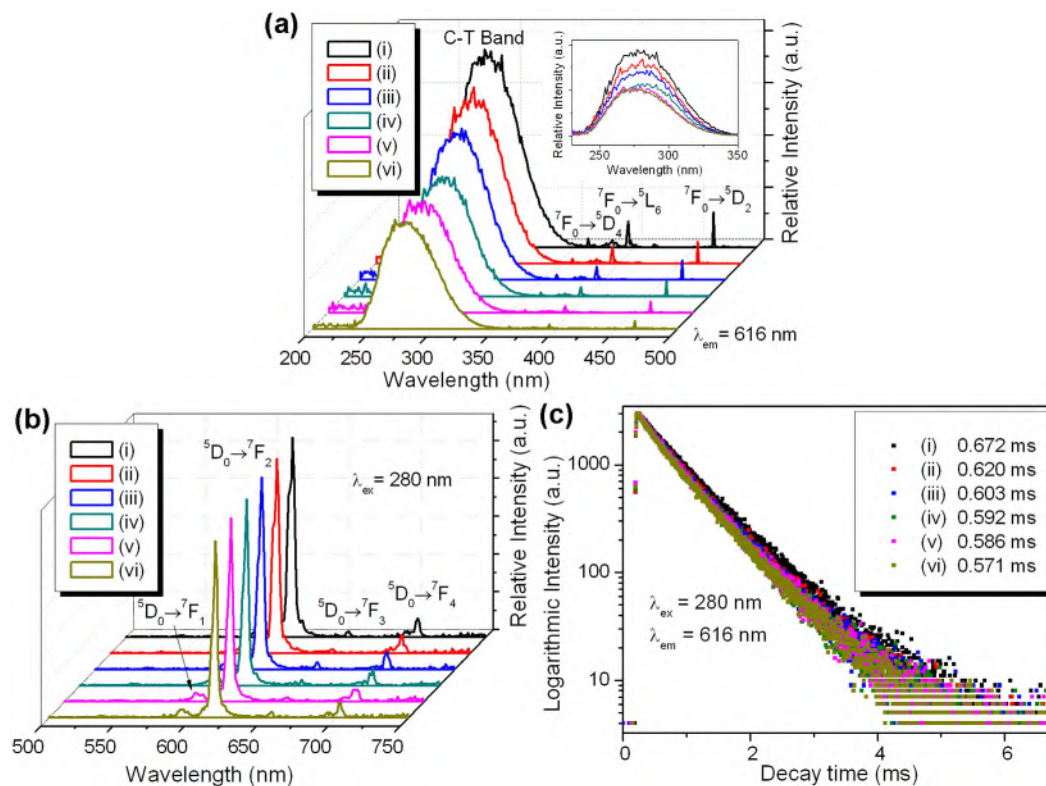 (a)
(i)
(ii)
(iii)
(iv)
(v)
(vi)
C-T Band
Relative Intensity (a.u.)
250 300 350
Wavelength (nm)
⁷F₀→⁵D₄
⁷F₀→⁵L₆
⁷F₀→⁵D₂
Relative Intensity (a.u.)
λem = 616 nm
200 250 300 350 400 450 500
Wavelength (nm)
(b)
(i)
(ii)
(iii)
(iv)
(v)
(vi)
⁵D₀→⁷F₂
λex = 280 nm
⁵D₀→⁷F₁
⁵D₀→⁷F₃
⁵D₀→⁷F₄
Relative Intensity (a.u.)
500 550 600 650 700 750
Wavelength (nm)
(c)
Logarithmic Intensity (a.u.)
1000
100
10
(i) 0.672 ms
(ii) 0.620 ms
(iii) 0.603 ms
(iv) 0.592 ms
(v) 0.586 ms
(vi) 0.571 ms
λex = 280 nm
λem = 616 nm
0 2 4 6
Decay time (ms)